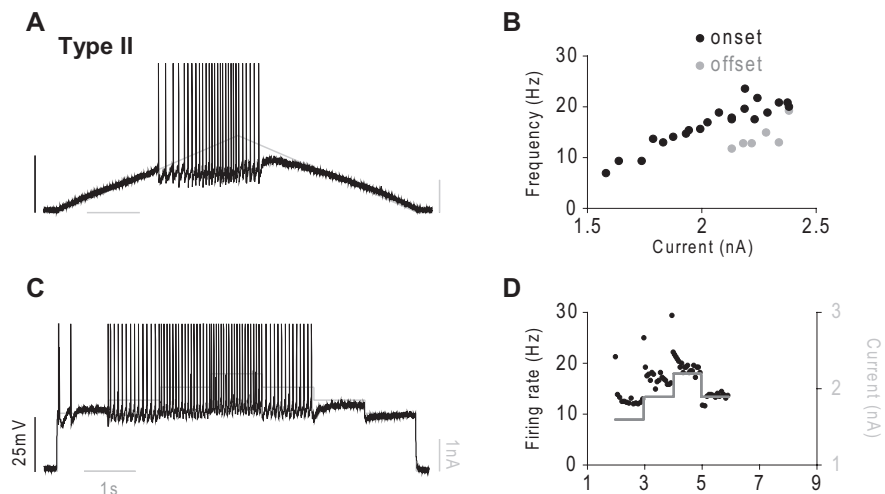 A
Type II
B
onset
offset
30
20
10
0
Frequency (Hz)
1.5
2
2.5
Current (nA)
C
25mV
1s
1nA
D
30
20
10
0
Firing rate (Hz)
3
2
1
Current (nA)
1
3
5
7
9